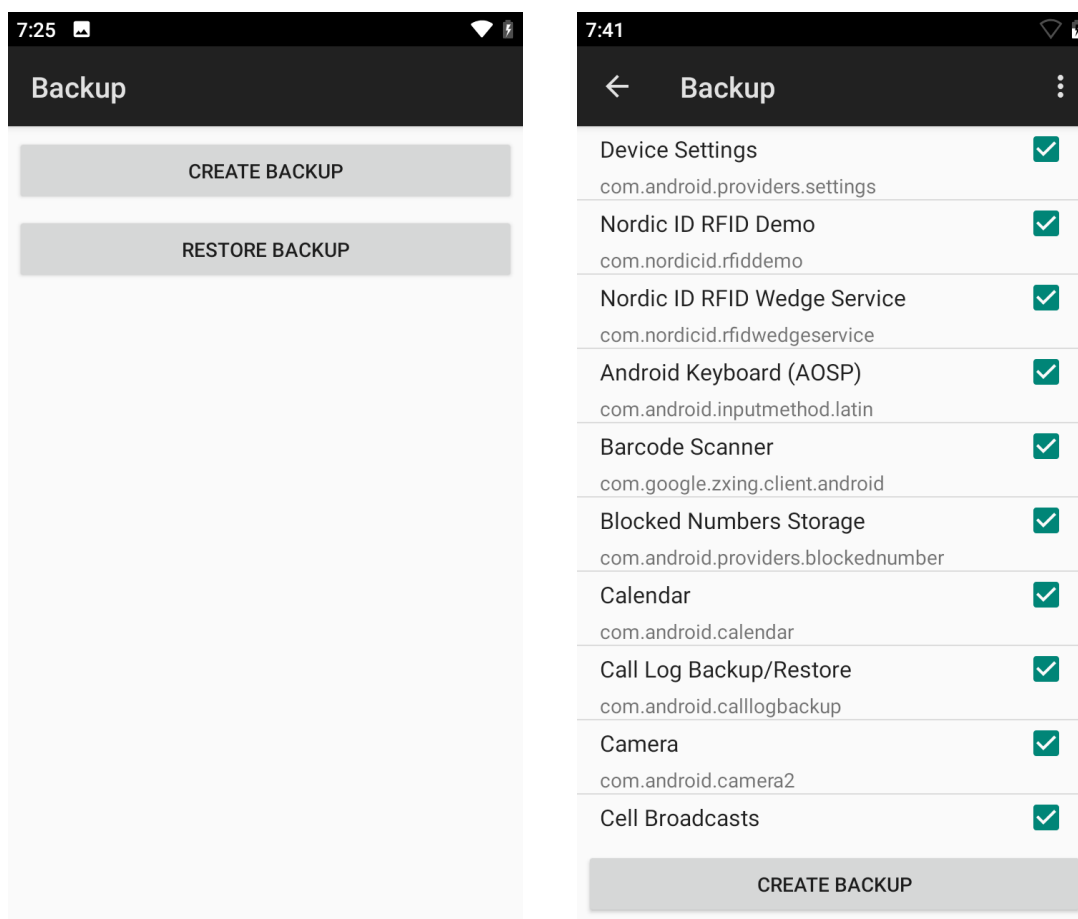 7:25
Backup
CREATE BACKUP
RESTORE BACKUP
7:41
Backup
Device Settings
com.android.providers.settings
Nordic ID RFID Demo
com.nordicid.rfiddemo
Nordic ID RFID Wedge Service
com.nordicid.rfidwedgeservice
Android Keyboard (AOSP)
com.android.inputmethod.latin
Barcode Scanner
com.google.zxing.client.android
Blocked Numbers Storage
com.android.providers.blockednumber
Calendar
com.android.calendar
Call Log Backup/Restore
com.android.calllogbackup
Camera
com.android.camera2
Cell Broadcasts
CREATE BACKUP